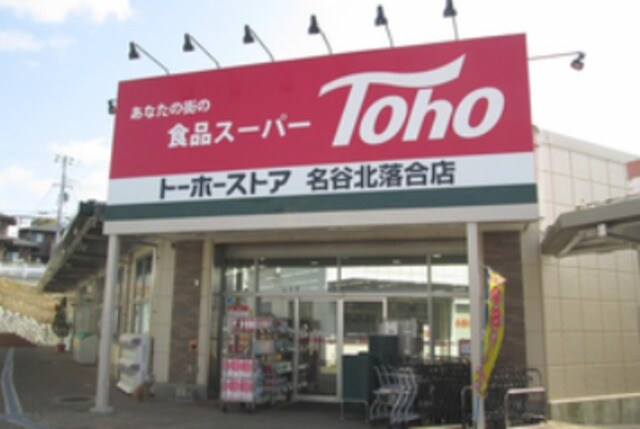 あなたの街の
食品スーパー
Toho
トーホーストア 名谷北落合店